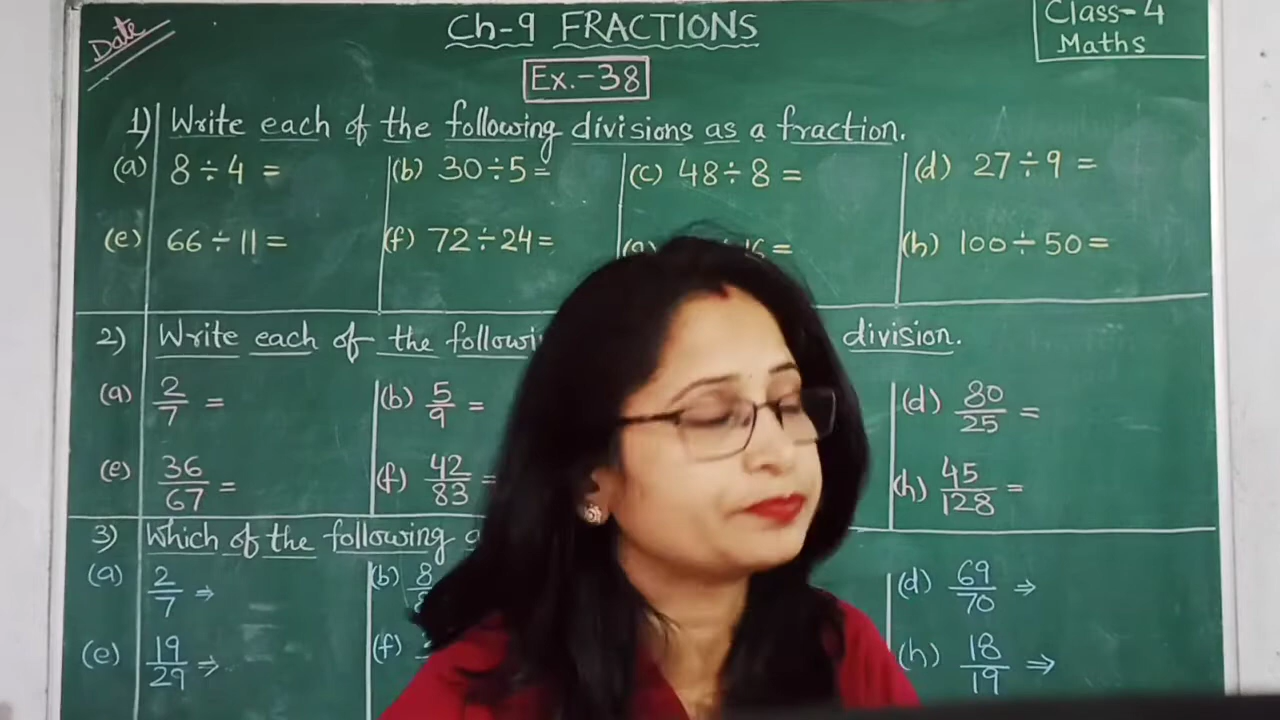 Date
Ch-9 FRACTIONS
Class-4
Maths
Ex.-38
1) Write each of the following divisions as a fraction.
(a) 8÷4 = (b) 30÷5= (c) 48÷8 = (d) 27÷9 =
(e) 66÷11= (f) 72÷24= (g) = (h) 100÷50=
2) Write each of the division.
(a) 2/7 = (b) 5/9 = (d) 80/25 =
(e) 36/67 = (f) 42/83 = (h) 45/128 =
3) Which of the following
(a) 2/7 ⇒ (b) 8 (d) 69/70 ⇒
(e) 19/29 ⇒ (f) (h) 18/19 ⇒